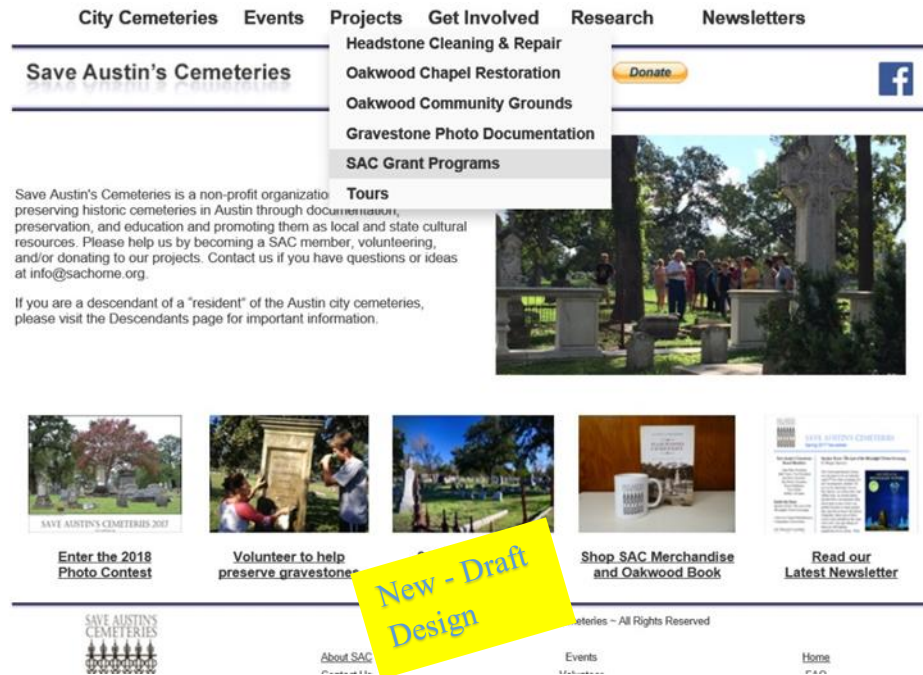 City Cemeteries Events Projects Get Involved Research Newsletters
Headstone Cleaning & Repair
Save Austin's Cemeteries
Oakwood Chapel Restoration
Donate
f
Oakwood Community Grounds
Gravestone Photo Documentation
SAC Grant Programs
Tours
Save Austin's Cemeteries is a non-profit
preserving historic cemeteries in Austin through documentation,
preservation, and education and promoting them as local and state cultural
resources. Please help us by becoming a SAC member, volunteering,
and/or donating to our projects. Contact us if you have questions or ideas
at info@sachome.org.
If you are a descendant of a "resident" of the Austin city cemeteries,
please visit the Descendants page for important information.
SAVE AUSTIN'S CEMETERIES 2017
SAVE AUSTIN'S CEMETERIES
Enter the 2018
Photo Contest
Volunteer to help
preserve gravestones
Shop SAC Merchandise
and Oakwood Book
Read our
Latest Newsletter
New - Draft
Design
SAVE AUSTIN'S
CEMETERIES
~ All Rights Reserved
About SAC
Events
Home
Contact Us
Volunteer
FAQ